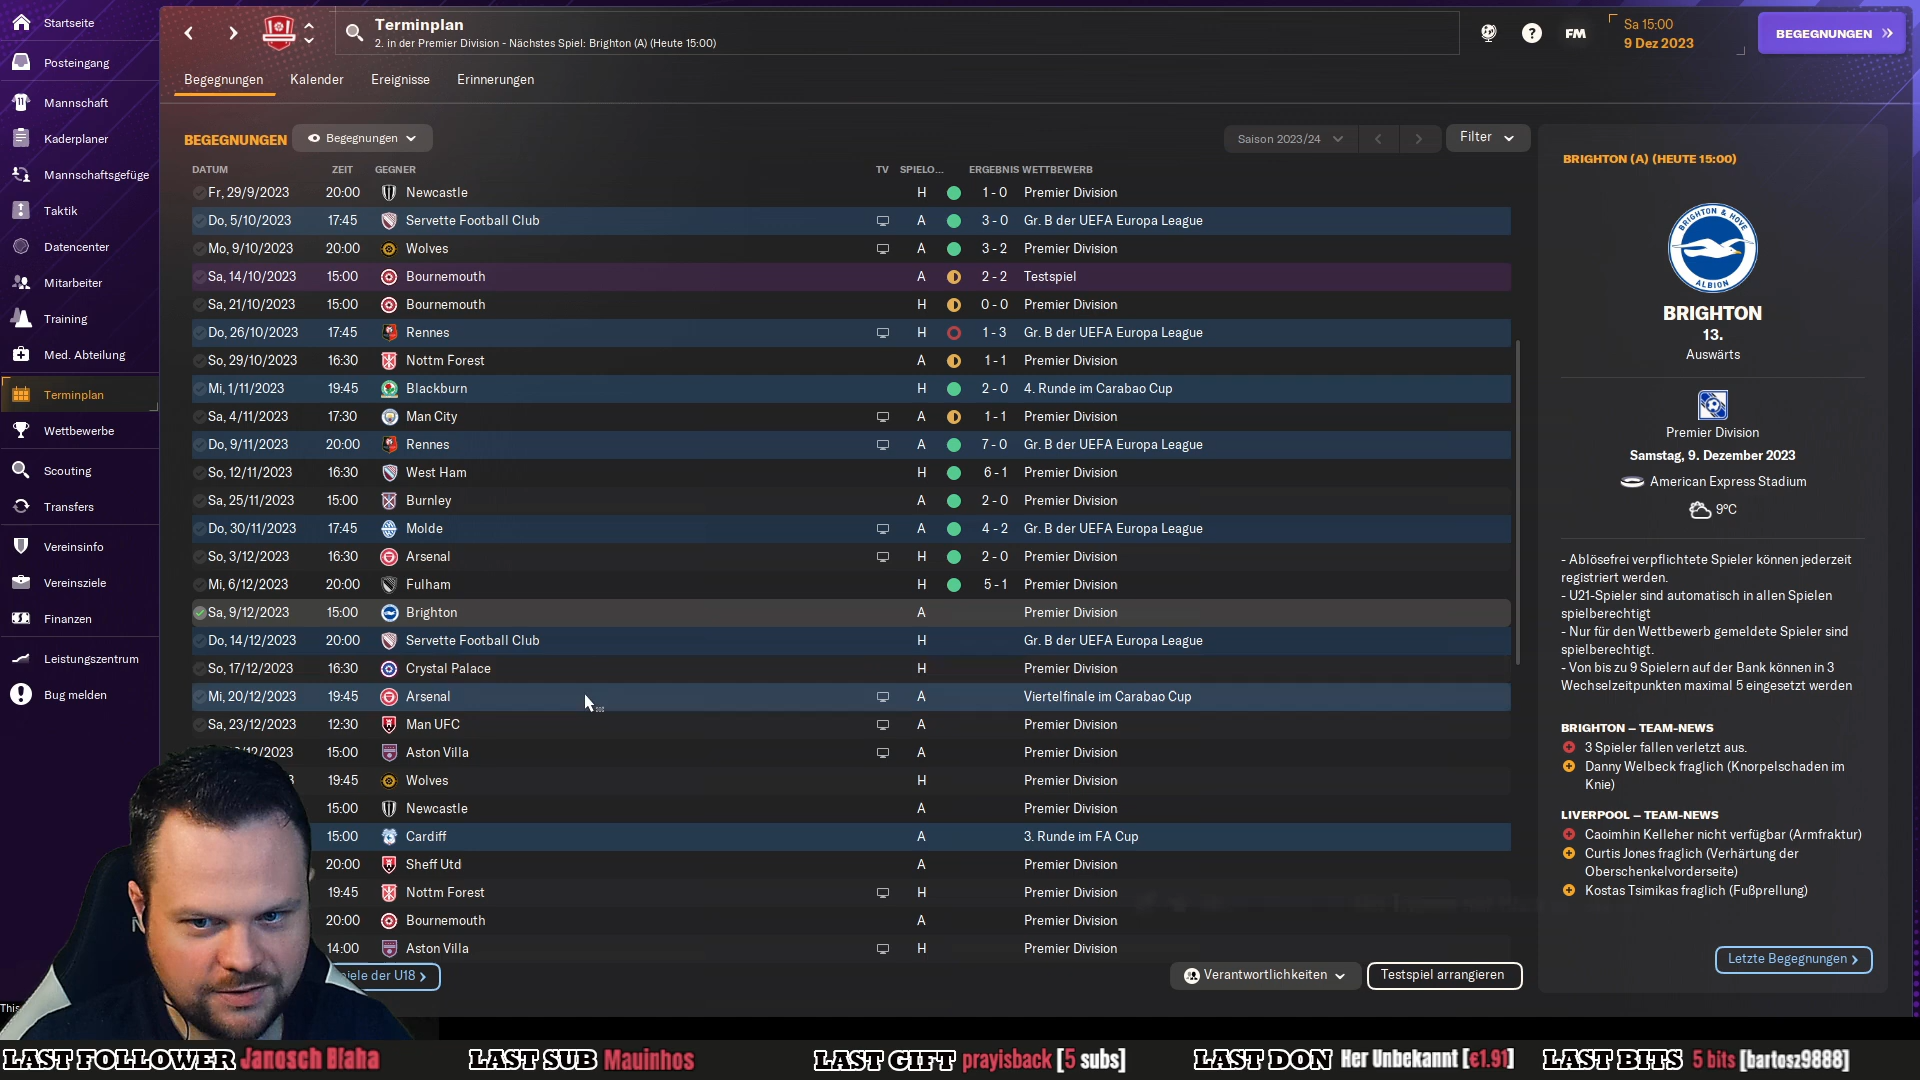 Startseite
Posteingang
Mannschaft
Kaderplaner
Mannschaftsgefüge
Taktik
Datencenter
Mitarbeiter
Training
Med. Abteilung
Terminplan
Wettbewerbe
Scouting
Transfers
Vereinsinfo
Vereinsziele
Finanzen
Leistungszentrum
Bug melden
Terminplan
2. in der Premier Division - Nächstes Spiel: Brighton (A) (Heute 15:00)
FM
Sa 15:00
9 Dez 2023
BEGEGNUNGEN
Begegnungen Kalender Ereignisse Erinnerungen
BEGEGNUNGEN Begegnungen
Saison 2023/24 Filter
DATUM ZEIT GEGNER TV SPIELO... ERGEBNIS WETTBEWERB
Fr, 29/9/2023 20:00 Newcastle H 1 - 0 Premier Division
Do, 5/10/2023 17:45 Servette Football Club A 3 - 0 Gr. B der UEFA Europa League
Mo, 9/10/2023 20:00 Wolves A 3 - 2 Premier Division
Sa, 14/10/2023 15:00 Bournemouth A 2 - 2 Testspiel
Sa, 21/10/2023 15:00 Bournemouth H 0 - 0 Premier Division
Do, 26/10/2023 17:45 Rennes H 1 - 3 Gr. B der UEFA Europa League
So, 29/10/2023 16:30 Nottm Forest A 1 - 1 Premier Division
Mi, 1/11/2023 19:45 Blackburn H 2 - 0 4. Runde im Carabao Cup
Sa, 4/11/2023 17:30 Man City A 1 - 1 Premier Division
Do, 9/11/2023 20:00 Rennes A 7 - 0 Gr. B der UEFA Europa League
So, 12/11/2023 16:30 West Ham H 6 - 1 Premier Division
Sa, 25/11/2023 15:00 Burnley A 2 - 0 Premier Division
Do, 30/11/2023 17:45 Molde A 4 - 2 Gr. B der UEFA Europa League
So, 3/12/2023 16:30 Arsenal H 2 - 0 Premier Division
Mi, 6/12/2023 20:00 Fulham H 5 - 1 Premier Division
Sa, 9/12/2023 15:00 Brighton A Premier Division
Do, 14/12/2023 20:00 Servette Football Club H Gr. B der UEFA Europa League
So, 17/12/2023 16:30 Crystal Palace H Premier Division
Mi, 20/12/2023 19:45 Arsenal A Viertelfinale im Carabao Cup
Sa, 23/12/2023 12:30 Man UFC A Premier Division
/12/2023 15:00 Aston Villa A Premier Division
3 19:45 Wolves H Premier Division
15:00 Newcastle A Premier Division
15:00 Cardiff A 3. Runde im FA Cup
20:00 Sheff Utd A Premier Division
19:45 Nottm Forest H Premier Division
20:00 Bournemouth A Premier Division
14:00 Aston Villa H Premier Division
iele der U18
Verantwortlichkeiten Testspiel arrangieren
BRIGHTON (A) (HEUTE 15:00)
BRIGHTON & HOVE
ALBION
BRIGHTON
13.
Auswärts
Premier Division
Samstag, 9. Dezember 2023
American Express Stadium
9ºC
- Ablösefrei verpflichtete Spieler können jederzeit
registriert werden.
- U21-Spieler sind automatisch in allen Spielen
spielberechtigt
- Nur für den Wettbewerb gemeldete Spieler sind
spielberechtigt.
- Von bis zu 9 Spielern auf der Bank können in 3
Wechselzeitpunkten maximal 5 eingesetzt werden
BRIGHTON – TEAM-NEWS
3 Spieler fallen verletzt aus.
Danny Welbeck fraglich (Knorpelschaden im
Knie)
LIVERPOOL – TEAM-NEWS
Caoimhin Kelleher nicht verfügbar (Armfraktur)
Curtis Jones fraglich (Verhärtung der
Oberschenkelvorderseite)
Kostas Tsimikas fraglich (Fußprellung)
Letzte Begegnungen
This
LAST FOLLOWER Janosch Blaha LAST SUB Mauinhos LAST GIFT prayisback [5 subs] LAST DON Her Unbekannt [€1.91] LAST BITS 5 bits [bartosz9888]